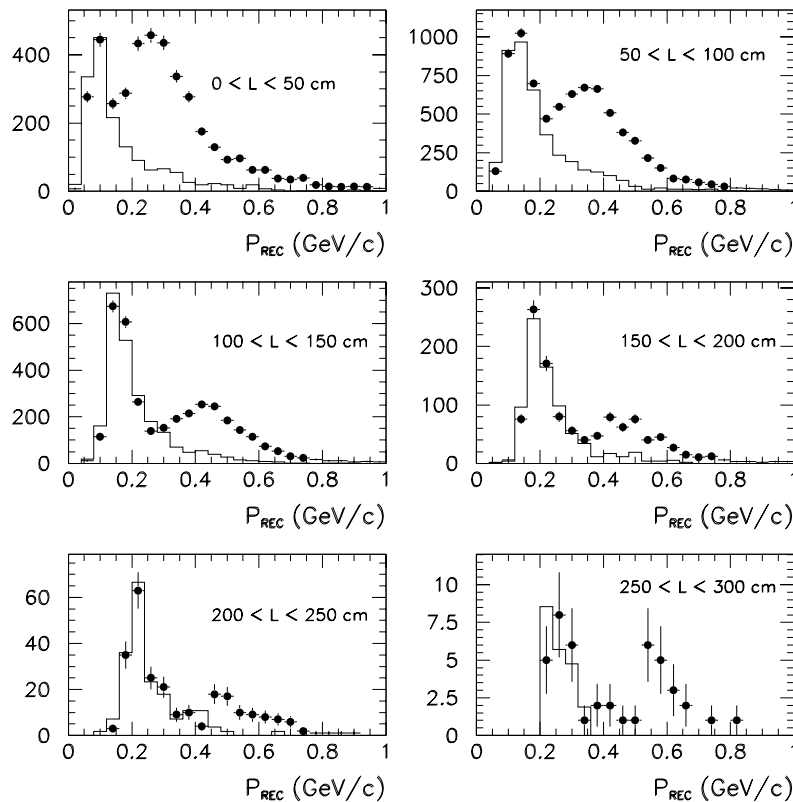 400
300
200
100
0
0 < L < 50 cm
0 0.2 0.4 0.6 0.8 1
P_REC (GeV/c)
1000
750
500
250
0
50 < L < 100 cm
0 0.2 0.4 0.6 0.8 1
P_REC (GeV/c)
600
400
200
0
100 < L < 150 cm
0 0.2 0.4 0.6 0.8 1
P_REC (GeV/c)
300
200
100
0
150 < L < 200 cm
0 0.2 0.4 0.6 0.8 1
P_REC (GeV/c)
60
40
20
0
200 < L < 250 cm
0 0.2 0.4 0.6 0.8 1
P_REC (GeV/c)
10
7.5
5
2.5
0
250 < L < 300 cm
0 0.2 0.4 0.6 0.8 1
P_REC (GeV/c)